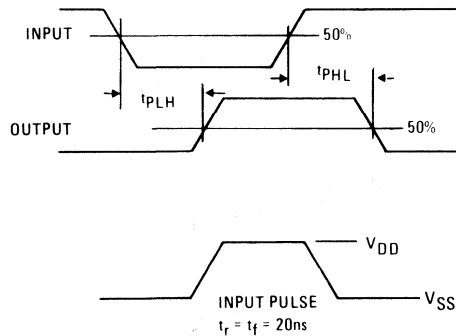 INPUT
50%
tPLH
tPHL
OUTPUT
50%
VDD
VSS
INPUT PULSE
tr = tf = 20ns